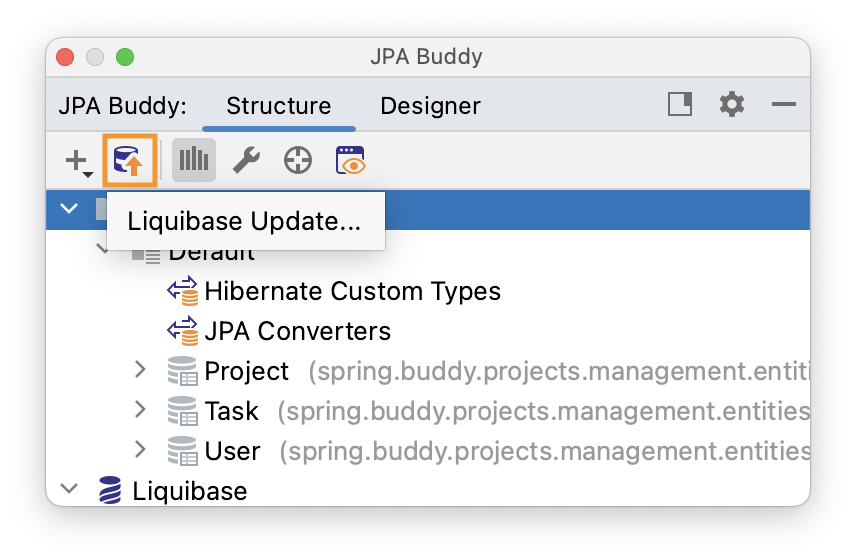 JPA Buddy
JPA Buddy: Structure Designer
Liquibase Update...
Default
Hibernate Custom Types
JPA Converters
Project (spring.buddy.projects.management.entiti
Task (spring.buddy.projects.management.entities
User (spring.buddy.projects.management.entities
Liquibase